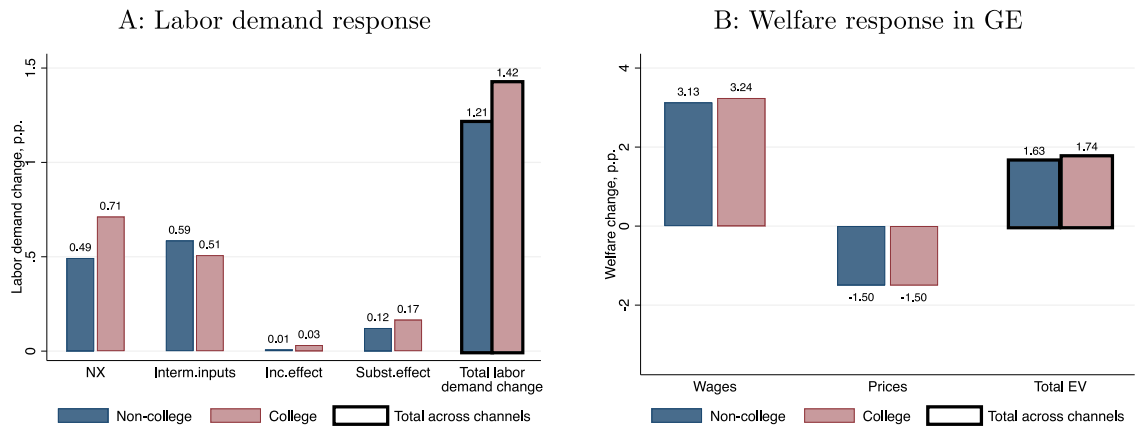 A: Labor demand response
Labor demand change, p.p.
1.5
1
.5
0
0.49
0.71
0.59
0.51
0.01
0.03
0.12
0.17
1.21
1.42
NX
Interm.inputs
Inc.effect
Subst.effect
Total labor
demand change
Non-college
College
Total across channels
B: Welfare response in GE
Welfare change, p.p.
4
2
0
-2
3.13
3.24
-1.50
-1.50
1.63
1.74
Wages
Prices
Total EV
Non-college
College
Total across channels